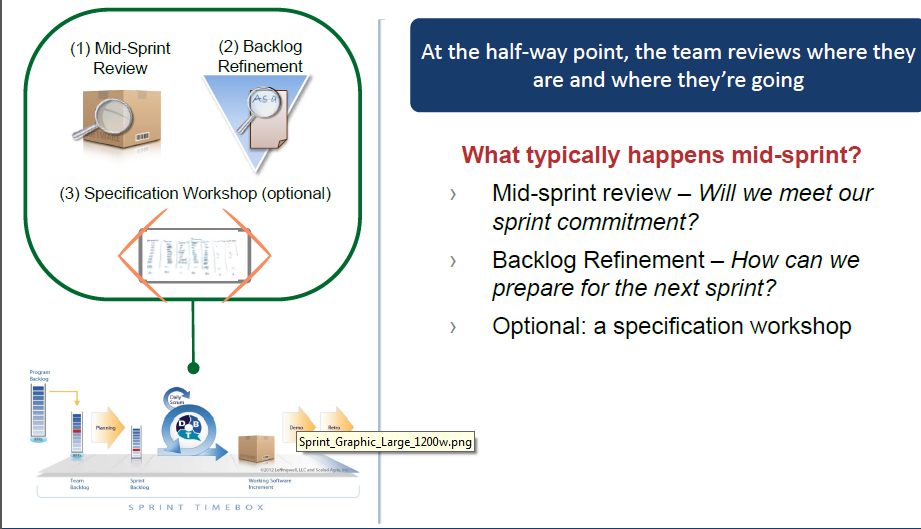 (1) Mid-Sprint
Review
(2) Backlog
Refinement
As a
(3) Specification Workshop (optional)
Program
Backlog
Planning
Daily
Scrum
D
B
T
Demo
Retro
Sprint_Graphic_Large_1200w.png
©2012 Leffingwell, LLC and Scaled Agile, Inc.
Team
Backlog
Sprint
Backlog
Working Software
Increment
SPRINT TIMEBOX
At the half-way point, the team reviews where they
are and where they’re going
What typically happens mid-sprint?
› Mid-sprint review – Will we meet our
sprint commitment?
› Backlog Refinement – How can we
prepare for the next sprint?
› Optional: a specification workshop